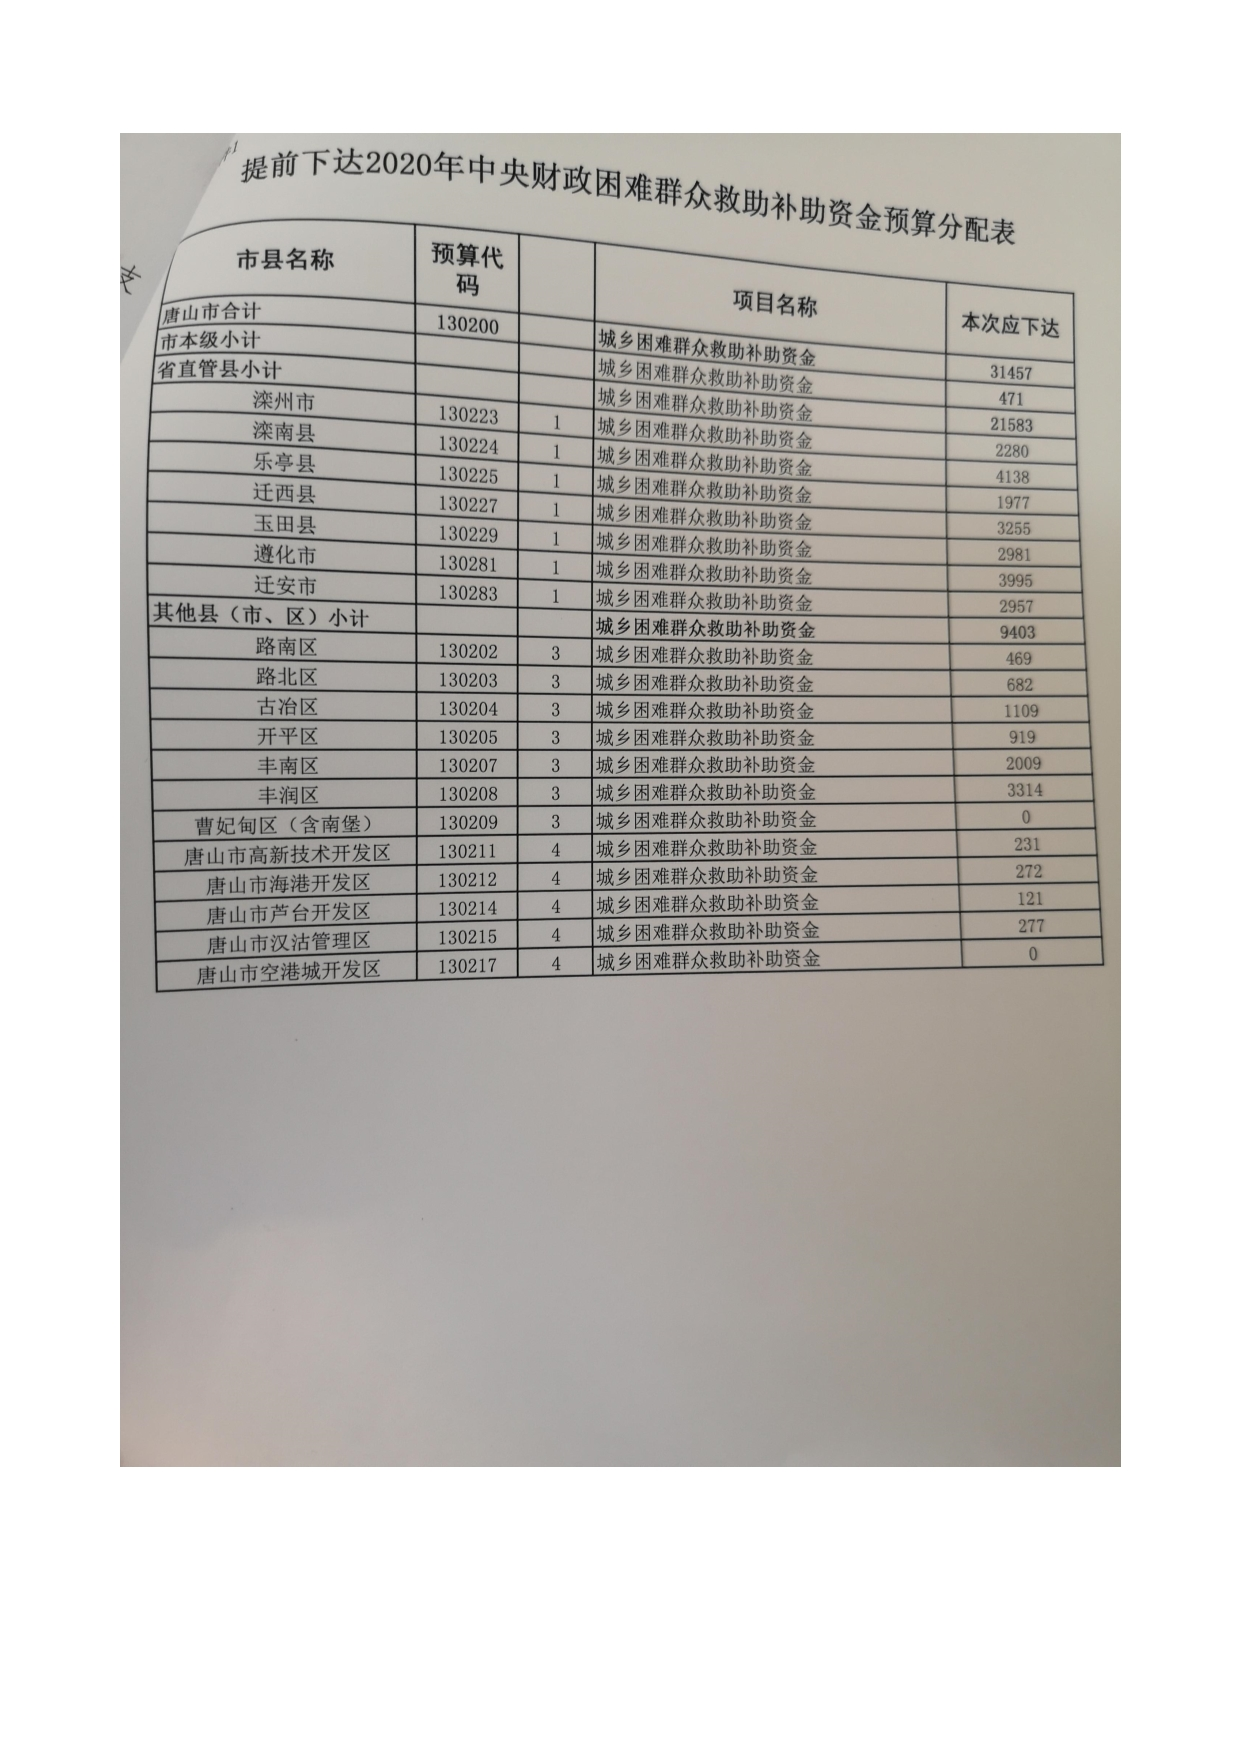 提前下达2020年中央财政困难群众救助补助资金预算分配表
支
市县名称 预算代码 项目名称 本次应下达
唐山市合计 130200 城乡困难群众救助补助资金 31457
市本级小计 城乡困难群众救助补助资金 471
省直管县小计 城乡困难群众救助补助资金 21583
滦州市 130223 1 城乡困难群众救助补助资金 2280
滦南县 130224 1 城乡困难群众救助补助资金 4138
乐亭县 130225 1 城乡困难群众救助补助资金 1977
迁西县 130227 1 城乡困难群众救助补助资金 3255
玉田县 130229 1 城乡困难群众救助补助资金 2981
遵化市 130281 1 城乡困难群众救助补助资金 3995
迁安市 130283 1 城乡困难群众救助补助资金 2957
其他县（市、区）小计 城乡困难群众救助补助资金 9403
路南区 130202 3 城乡困难群众救助补助资金 469
路北区 130203 3 城乡困难群众救助补助资金 682
古冶区 130204 3 城乡困难群众救助补助资金 1109
开平区 130205 3 城乡困难群众救助补助资金 919
丰南区 130207 3 城乡困难群众救助补助资金 2009
丰润区 130208 3 城乡困难群众救助补助资金 3314
曹妃甸区（含南堡） 130209 3 城乡困难群众救助补助资金 0
唐山市高新技术开发区 130211 4 城乡困难群众救助补助资金 231
唐山市海港开发区 130212 4 城乡困难群众救助补助资金 272
唐山市芦台开发区 130214 4 城乡困难群众救助补助资金 121
唐山市汉沽管理区 130215 4 城乡困难群众救助补助资金 277
唐山市空港城开发区 130217 4 城乡困难群众救助补助资金 0